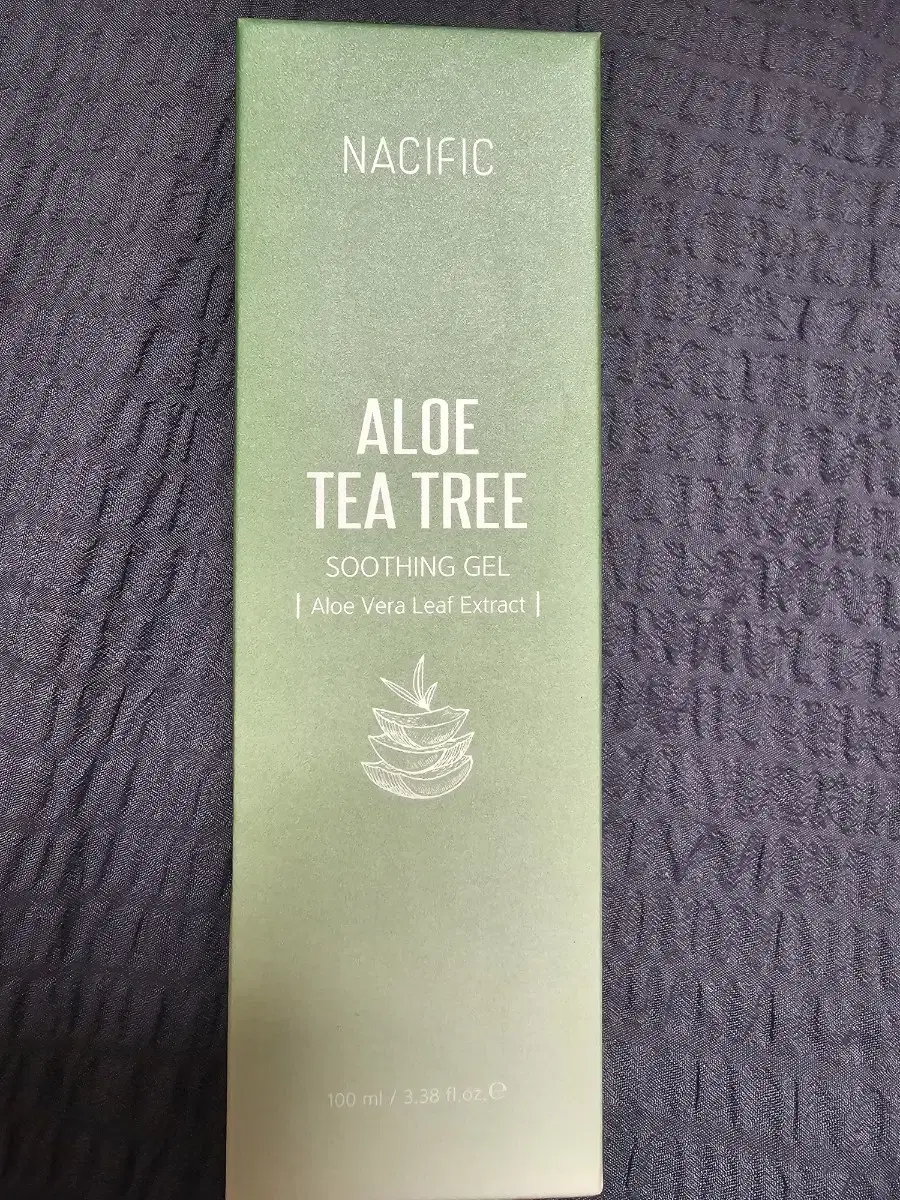 NACIFIC
ALOE
TEA TREE
SOOTHING GEL
| Aloe Vera Leaf Extract |
100 ml / 3.38 fl.oz.℮